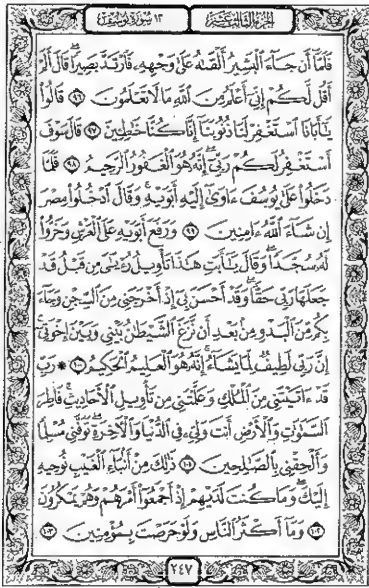 الجزء الثالث عشر ١٣ سورة يوسف
فَلَمَّآ أَن جَآءَ ٱلْبَشِيرُ أَلْقَىٰهُ عَلَىٰ وَجْهِهِۦ فَٱرْتَدَّ بَصِيرًا ۖ قَالَ أَلَمْ
أَقُل لَّكُمْ إِنِّىٓ أَعْلَمُ مِنَ ٱللَّهِ مَا لَا تَعْلَمُونَ ٩٦ قَالُوا۟
يَـٰٓأَبَانَا ٱسْتَغْفِرْ لَنَا ذُنُوبَنَآ إِنَّا كُنَّا خَـٰطِـِٔينَ ٩٧ قَالَ سَوْفَ
أَسْتَغْفِرُ لَكُمْ رَبِّىٓ ۖ إِنَّهُۥ هُوَ ٱلْغَفُورُ ٱلرَّحِيمُ ٩٨ فَلَمَّا
دَخَلُوا۟ عَلَىٰ يُوسُفَ ءَاوَىٰٓ إِلَيْهِ أَبَوَيْهِ وَقَالَ ٱدْخُلُوا۟ مِصْرَ
إِن شَآءَ ٱللَّهُ ءَامِنِينَ ٩٩ وَرَفَعَ أَبَوَيْهِ عَلَى ٱلْعَرْشِ وَخَرُّوا۟
لَهُۥ سُجَّدًا ۖ وَقَالَ يَـٰٓأَبَتِ هَـٰذَا تَأْوِيلُ رُءْيَـٰىَ مِن قَبْلُ قَدْ
جَعَلَهَا رَبِّى حَقًّا ۖ وَقَدْ أَحْسَنَ بِىٓ إِذْ أَخْرَجَنِى مِنَ ٱلسِّجْنِ وَجَآءَ
بِكُم مِّنَ ٱلْبَدْوِ مِنۢ بَعْدِ أَن نَّزَغَ ٱلشَّيْطَـٰنُ بَيْنِى وَبَيْنَ إِخْوَتِىٓ ۚ
إِنَّ رَبِّى لَطِيفٌ لِّمَا يَشَآءُ ۚ إِنَّهُۥ هُوَ ٱلْعَلِيمُ ٱلْحَكِيمُ ١٠٠ ۞ رَبِّ
قَدْ ءَاتَيْتَنِى مِنَ ٱلْمُلْكِ وَعَلَّمْتَنِى مِن تَأْوِيلِ ٱلْأَحَادِيثِ ۚ فَاطِرَ
ٱلسَّمَـٰوَٰتِ وَٱلْأَرْضِ أَنتَ وَلِىِّۦ فِى ٱلدُّنْيَا وَٱلْـَٔاخِرَةِ ۖ تَوَفَّنِى مُسْلِمًا
وَأَلْحِقْنِى بِٱلصَّـٰلِحِينَ ١٠١ ذَٰلِكَ مِنْ أَنۢبَآءِ ٱلْغَيْبِ نُوحِيهِ
إِلَيْكَ ۖ وَمَا كُنتَ لَدَيْهِمْ إِذْ أَجْمَعُوٓا۟ أَمْرَهُمْ وَهُمْ يَمْكُرُونَ
١٠٢ وَمَآ أَكْثَرُ ٱلنَّاسِ وَلَوْ حَرَصْتَ بِمُؤْمِنِينَ ١٠٣
٢٤٧